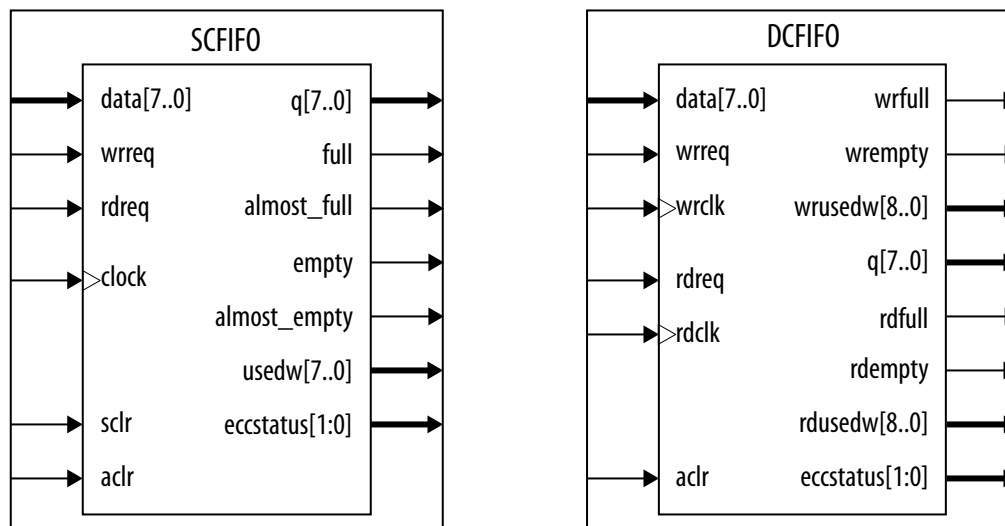 SCFIFO
data[7..0]
wrreq
rdreq
clock
sclr
aclr
q[7..0]
full
almost_full
empty
almost_empty
usedw[7..0]
eccstatus[1:0]
DCFIFO
data[7..0]
wrreq
wrclk
rdreq
rdclk
aclr
wrfull
wrempty
wrusedw[8..0]
q[7..0]
rdfull
rdempty
rdusedw[8..0]
eccstatus[1:0]